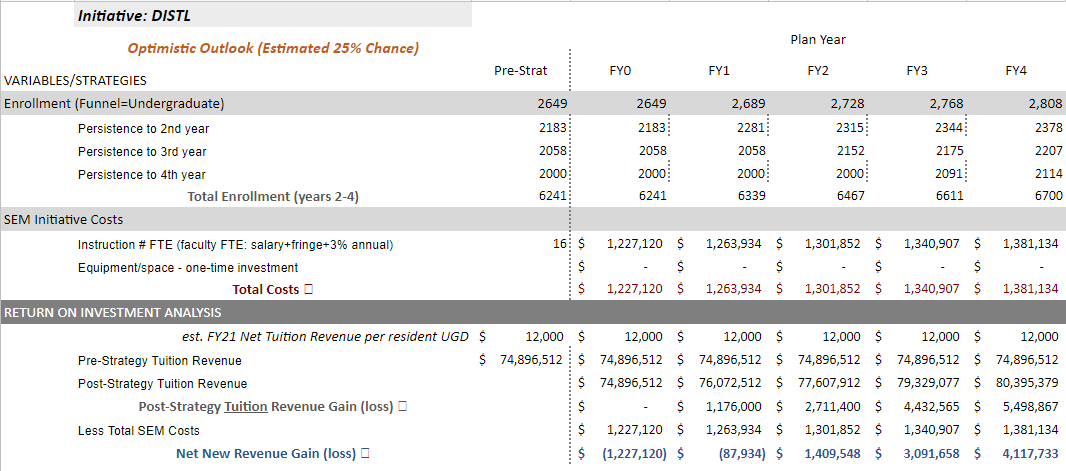 Initiative: DISTL
Optimistic Outlook (Estimated 25% Chance)
Plan Year
VARIABLES/STRATEGIES Pre-Strat FY0 FY1 FY2 FY3 FY4
Enrollment (Funnel=Undergraduate) 2649 2649 2,689 2,728 2,768 2,808
Persistence to 2nd year 2183 2183 2281 2315 2344 2378
Persistence to 3rd year 2058 2058 2058 2152 2175 2207
Persistence to 4th year 2000 2000 2000 2000 2091 2114
Total Enrollment (years 2-4) 6241 6241 6339 6467 6611 6700
SEM Initiative Costs
Instruction # FTE (faculty FTE: salary+fringe+3% annual) 16 $ 1,227,120 $ 1,263,934 $ 1,301,852 $ 1,340,907 $ 1,381,134
Equipment/space - one-time investment $ - $ - $ - $ - $ -
Total Costs $ 1,227,120 $ 1,263,934 $ 1,301,852 $ 1,340,907 $ 1,381,134
RETURN ON INVESTMENT ANALYSIS
est. FY21 Net Tuition Revenue per resident UGD $ 12,000 $ 12,000 $ 12,000 $ 12,000 $ 12,000 $ 12,000
Pre-Strategy Tuition Revenue $ 74,896,512 $ 74,896,512 $ 74,896,512 $ 74,896,512 $ 74,896,512 $ 74,896,512
Post-Strategy Tuition Revenue $ 74,896,512 $ 76,072,512 $ 77,607,912 $ 79,329,077 $ 80,395,379
Post-Strategy Tuition Revenue Gain (loss) $ - $ 1,176,000 $ 2,711,400 $ 4,432,565 $ 5,498,867
Less Total SEM Costs $ 1,227,120 $ 1,263,934 $ 1,301,852 $ 1,340,907 $ 1,381,134
Net New Revenue Gain (loss) $ (1,227,120) $ (87,934) $ 1,409,548 $ 3,091,658 $ 4,117,733